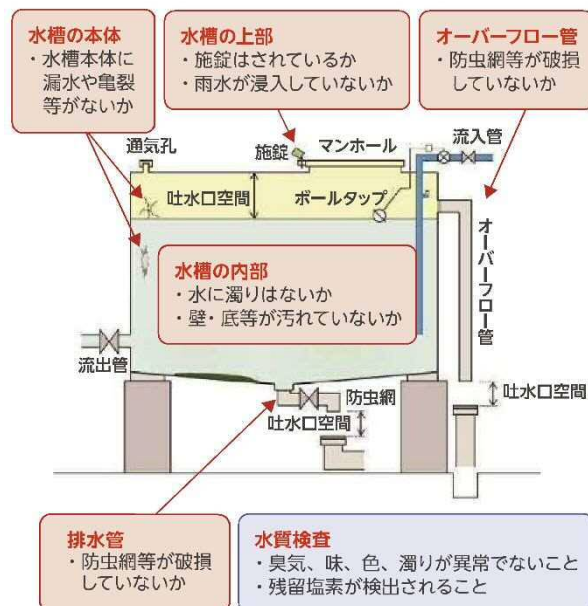 水槽の本体
・水槽本体に
漏水や亀裂
等がないか
水槽の上部
・施錠はされているか
・雨水が浸入していないか
オーバーフロー管
・防虫網等が破損
していないか
通気孔
施錠
マンホール
流入管
吐水口空間
ボールタップ
オーバーフロー管
水槽の内部
・水に濁りはないか
・壁・底等が汚れていないか
流出管
防虫網
吐水口空間
吐水口空間
排水管
・防虫網等が破損
していないか
水質検査
・臭気、味、色、濁りが異常でないこと
・残留塩素が検出されること